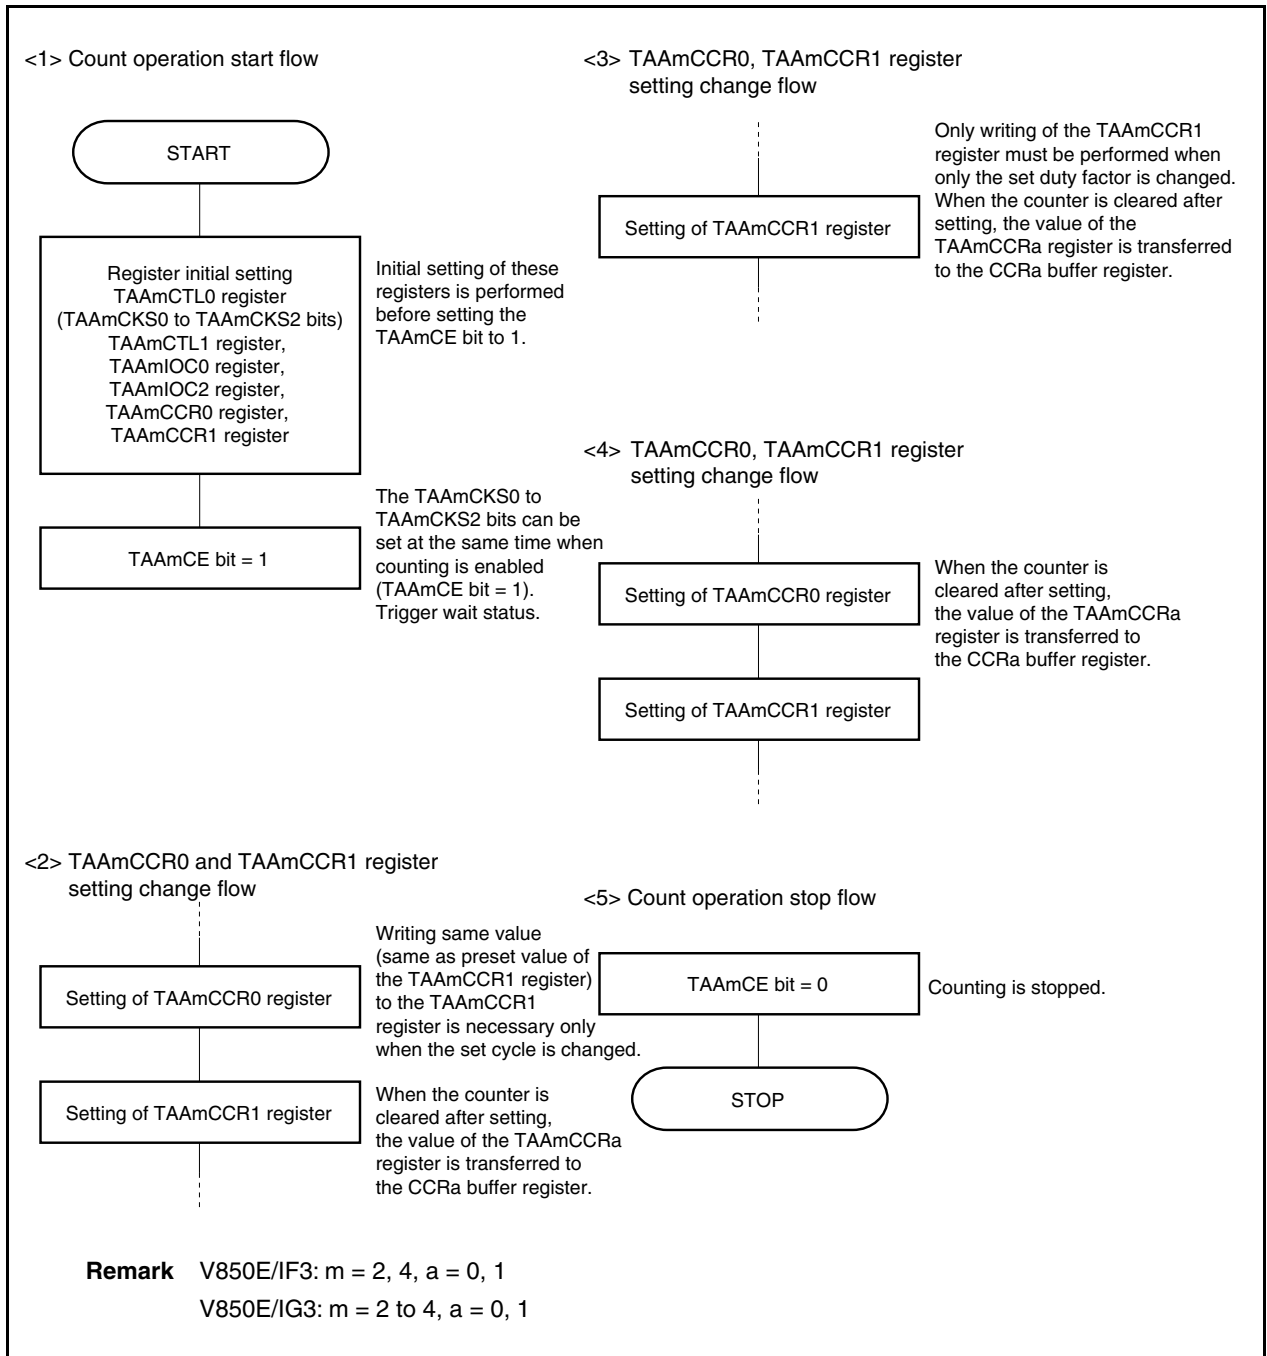 <1> Count operation start flow
START
Register initial setting
TAAmCTL0 register
(TAAmCKS0 to TAAmCKS2 bits)
TAAmCTL1 register,
TAAmIOC0 register,
TAAmIOC2 register,
TAAmCCR0 register,
TAAmCCR1 register
Initial setting of these
registers is performed
before setting the
TAAmCE bit to 1.
TAAmCE bit = 1
The TAAmCKS0 to
TAAmCKS2 bits can be
set at the same time when
counting is enabled
(TAAmCE bit = 1).
Trigger wait status.
<2> TAAmCCR0 and TAAmCCR1 register
setting change flow
Setting of TAAmCCR0 register
Writing same value
(same as preset value of
the TAAmCCR1 register)
to the TAAmCCR1
register is necessary only
when the set cycle is changed.
Setting of TAAmCCR1 register
When the counter is
cleared after setting,
the value of the TAAmCCRa
register is transferred to
the CCRa buffer register.
<3> TAAmCCR0, TAAmCCR1 register
setting change flow
Setting of TAAmCCR1 register
Only writing of the TAAmCCR1
register must be performed when
only the set duty factor is changed.
When the counter is cleared after
setting, the value of the
TAAmCCRa register is transferred
to the CCRa buffer register.
<4> TAAmCCR0, TAAmCCR1 register
setting change flow
Setting of TAAmCCR0 register
When the counter is
cleared after setting,
the value of the TAAmCCRa
register is transferred to
the CCRa buffer register.
Setting of TAAmCCR1 register
<5> Count operation stop flow
TAAmCE bit = 0
Counting is stopped.
STOP
Remark V850E/IF3: m = 2, 4, a = 0, 1
V850E/IG3: m = 2 to 4, a = 0, 1